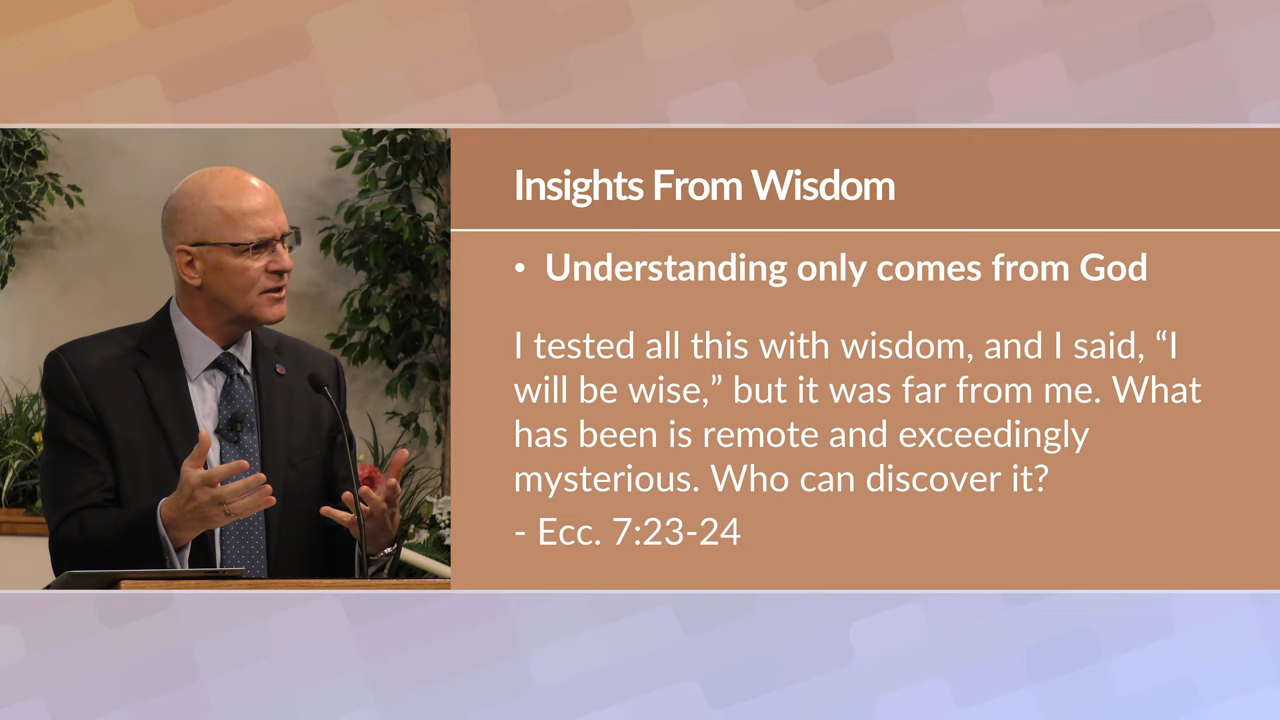 Insights From Wisdom
• Understanding only comes from God
I tested all this with wisdom, and I said, “I
will be wise,” but it was far from me. What
has been is remote and exceedingly
mysterious. Who can discover it?
- Ecc. 7:23-24